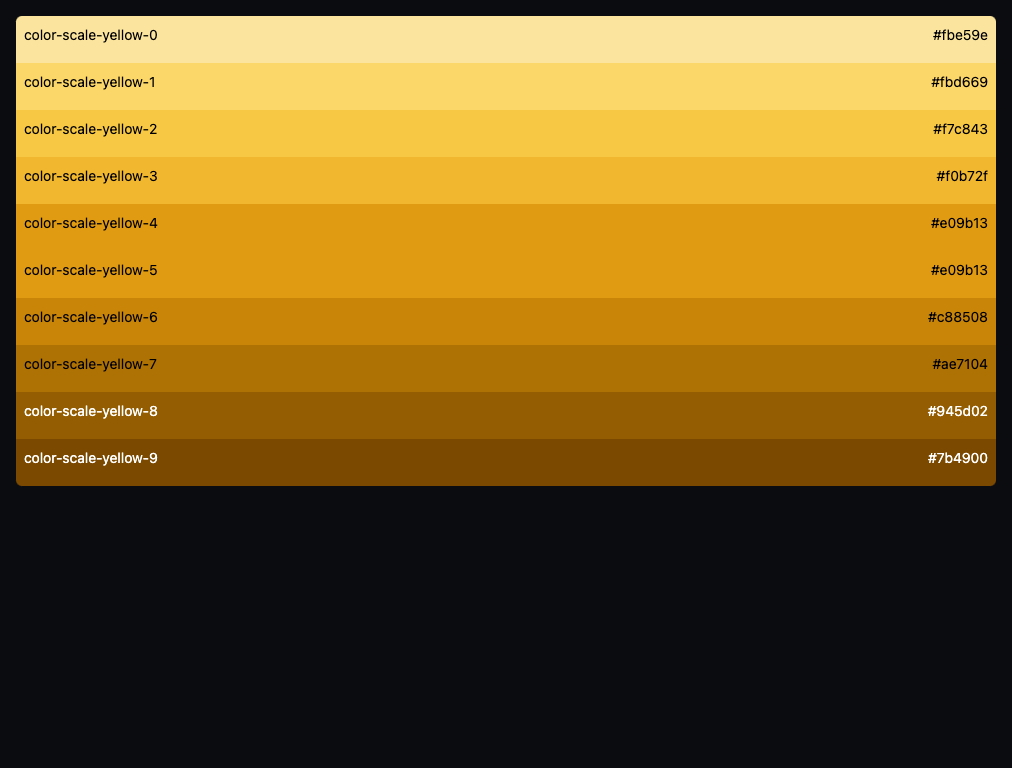 color-scale-yellow-0 #fbe59e
color-scale-yellow-1 #fbd669
color-scale-yellow-2 #f7c843
color-scale-yellow-3 #f0b72f
color-scale-yellow-4 #e09b13
color-scale-yellow-5 #e09b13
color-scale-yellow-6 #c88508
color-scale-yellow-7 #ae7104
color-scale-yellow-8 #945d02
color-scale-yellow-9 #7b4900